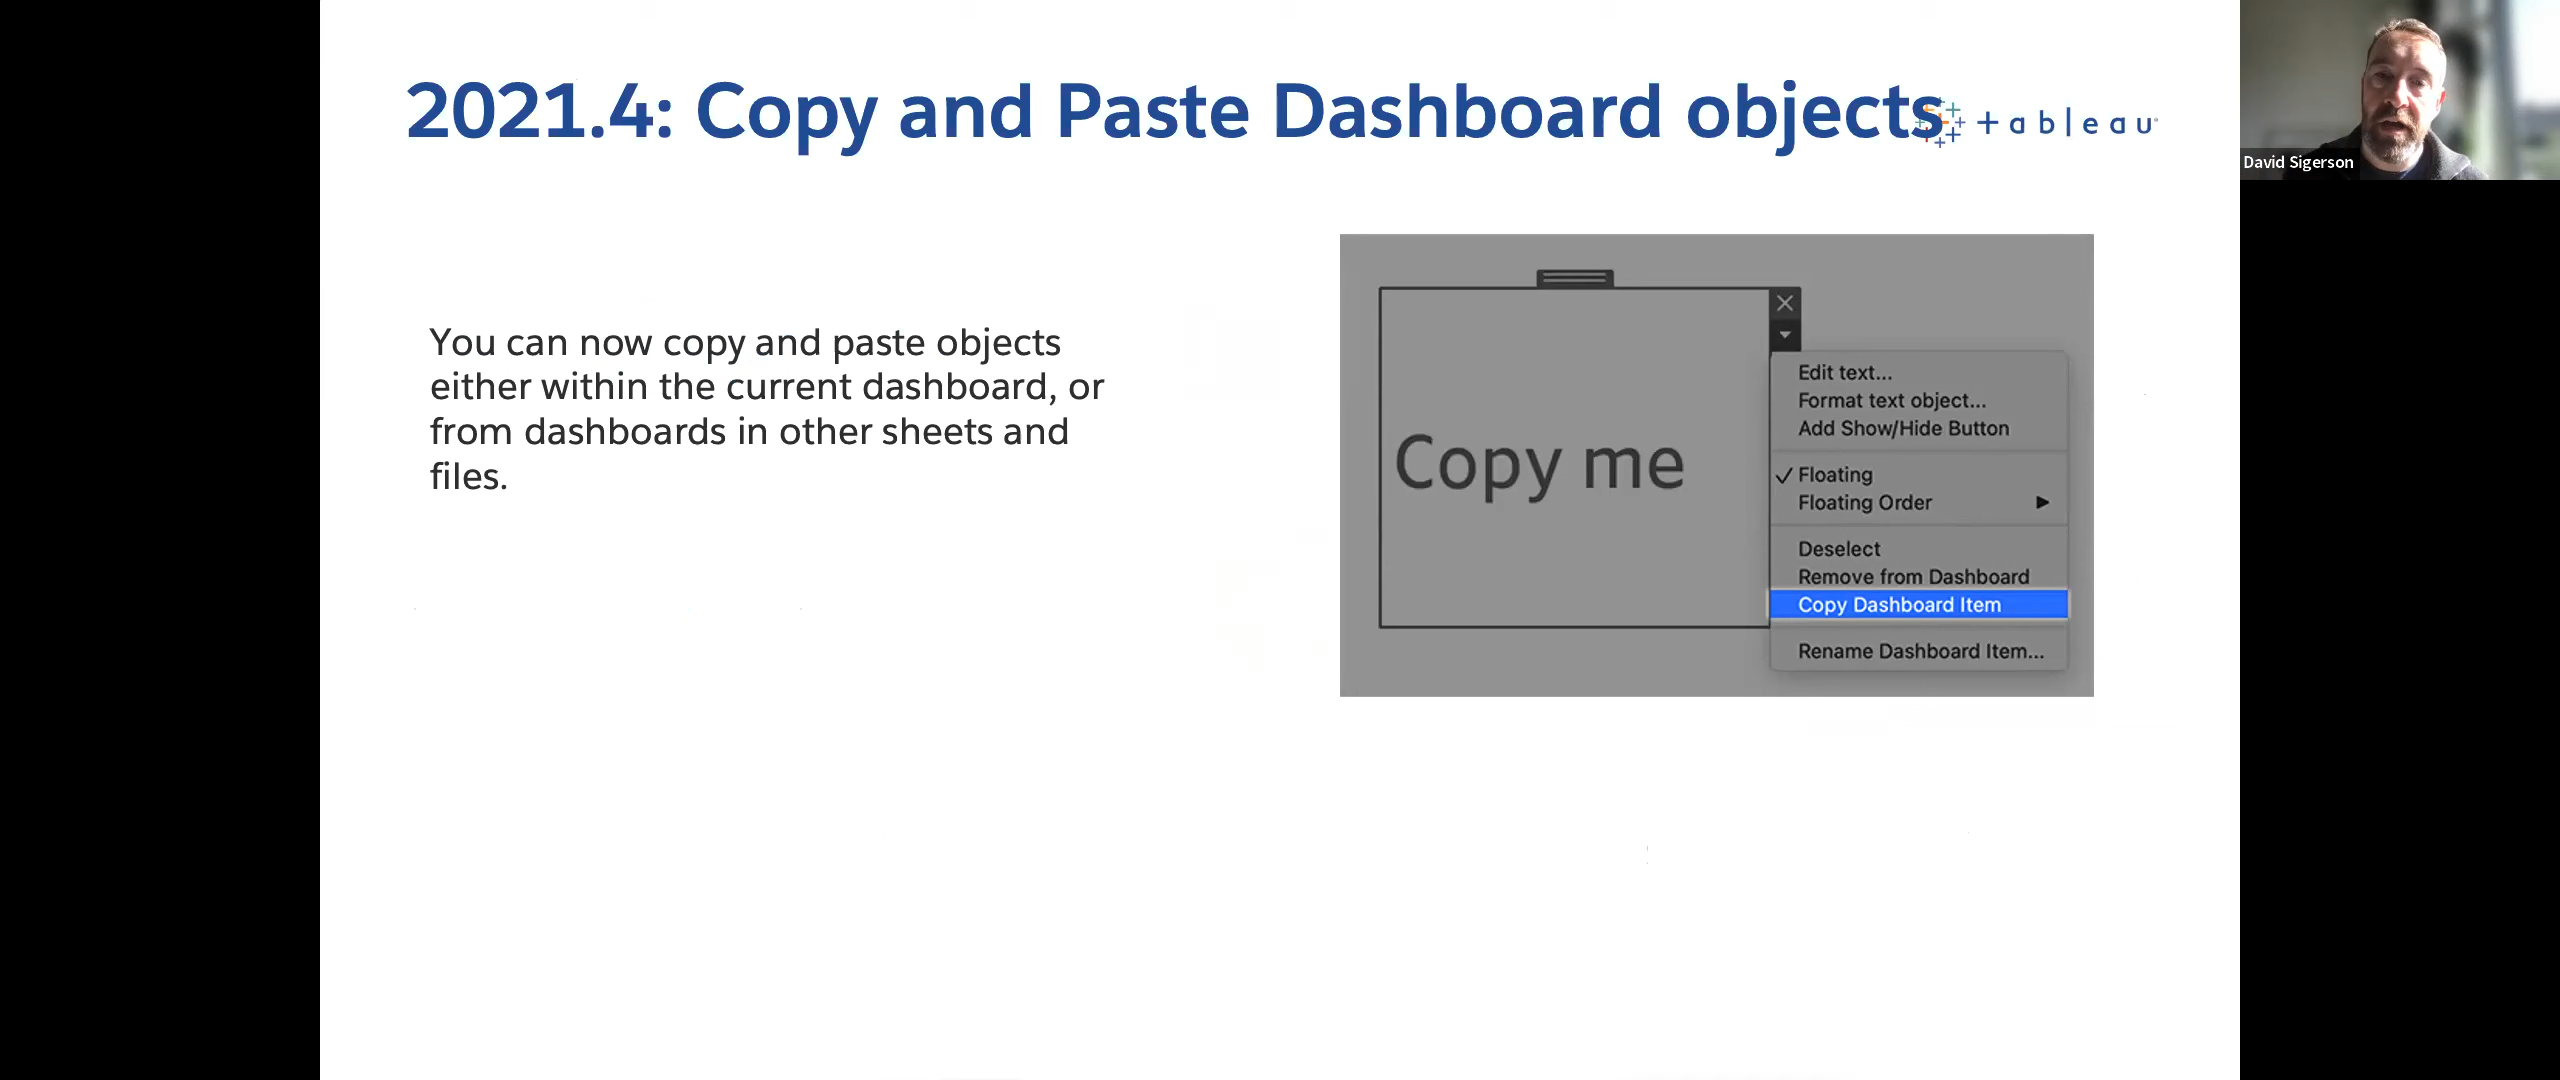 2021.4: Copy and Paste Dashboard objects
+ableau
David Sigerson
You can now copy and paste objects
either within the current dashboard, or
from dashboards in other sheets and
files.
Copy me
Edit text...
Format text object...
Add Show/Hide Button
✓ Floating
Floating Order
Deselect
Remove from Dashboard
Copy Dashboard Item
Rename Dashboard Item...